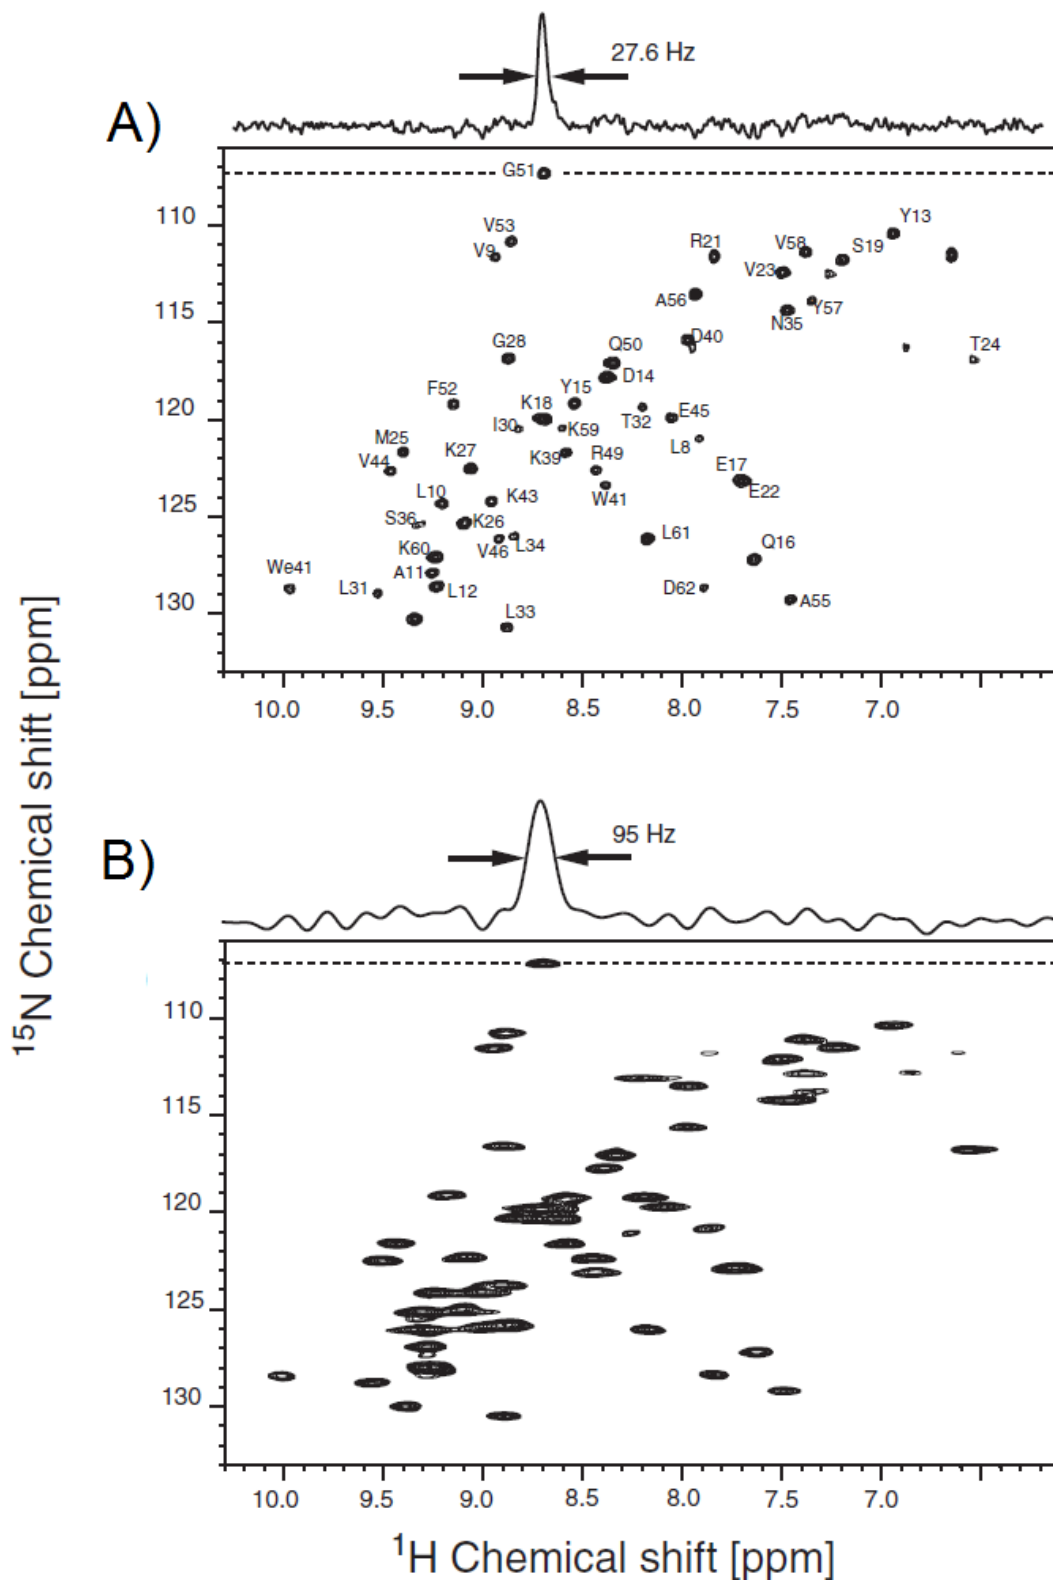 27.6 Hz
A)
G51
110
V53
Y13
V9
R21
V58
S19
V23
A56
Y57
115
N35
G28
Q50
D40
T24
D14
F52
Y15
K18
120
I30
K59
T32
E45
M25
K27
K39
R49
L8
V44
E17
L10
K43
W41
E22
125
S36
K26
V46
L34
L61
K60
Q16
We41
A11
L31
L12
D62
A55
130
L33
10.0 9.5 9.0 8.5 8.0 7.5 7.0
15N Chemical shift [ppm]
95 Hz
B)
110
115
120
125
130
10.0 9.5 9.0 8.5 8.0 7.5 7.0
1H Chemical shift [ppm]